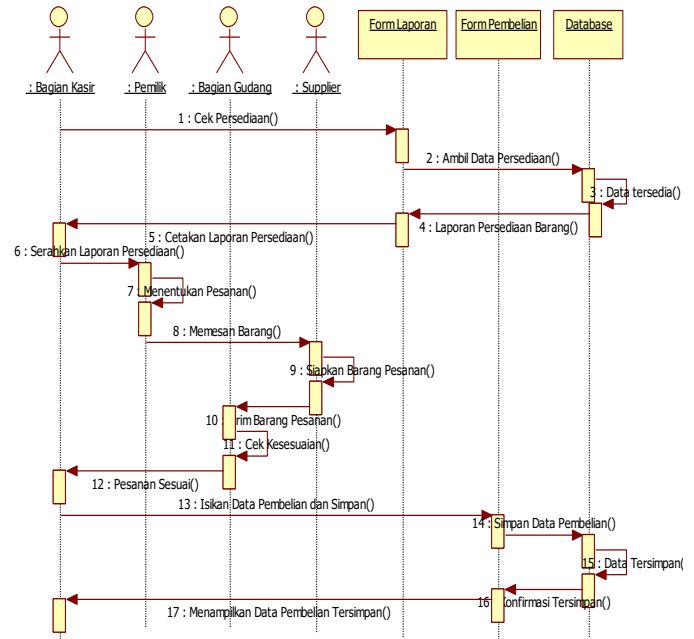 Form Laporan
Form Pembelian
Database
: Bagian Kasir
: Pemilik
: Bagian Gudang
: Supplier
1 : Cek Persediaan()
2 : Ambil Data Persediaan()
3 : Data tersedia()
4 : Laporan Persediaan Barang()
5 : Cetakan Laporan Persediaan()
6 : Serahkan Laporan Persediaan()
7 : Menentukan Pesanan()
8 : Memesan Barang()
9 : Siapkan Barang Pesanan()
10 : Kirim Barang Pesanan()
11 : Cek Kesesuaian()
12 : Pesanan Sesuai()
13 : Isikan Data Pembelian dan Simpan()
14 : Simpan Data Pembelian()
15 : Data Tersimpan(
16 : Konfirmasi Tersimpan()
17 : Menampilkan Data Pembelian Tersimpan()